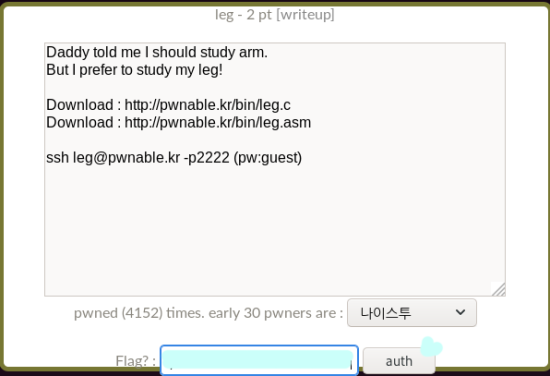 leg - 2 pt [writeup]
Daddy told me I should study arm.
But I prefer to study my leg!
Download : http://pwnable.kr/bin/leg.c
Download : http://pwnable.kr/bin/leg.asm
ssh leg@pwnable.kr -p2222 (pw:guest)
pwned (4152) times. early 30 pwners are : 나이스투
Flag? : auth